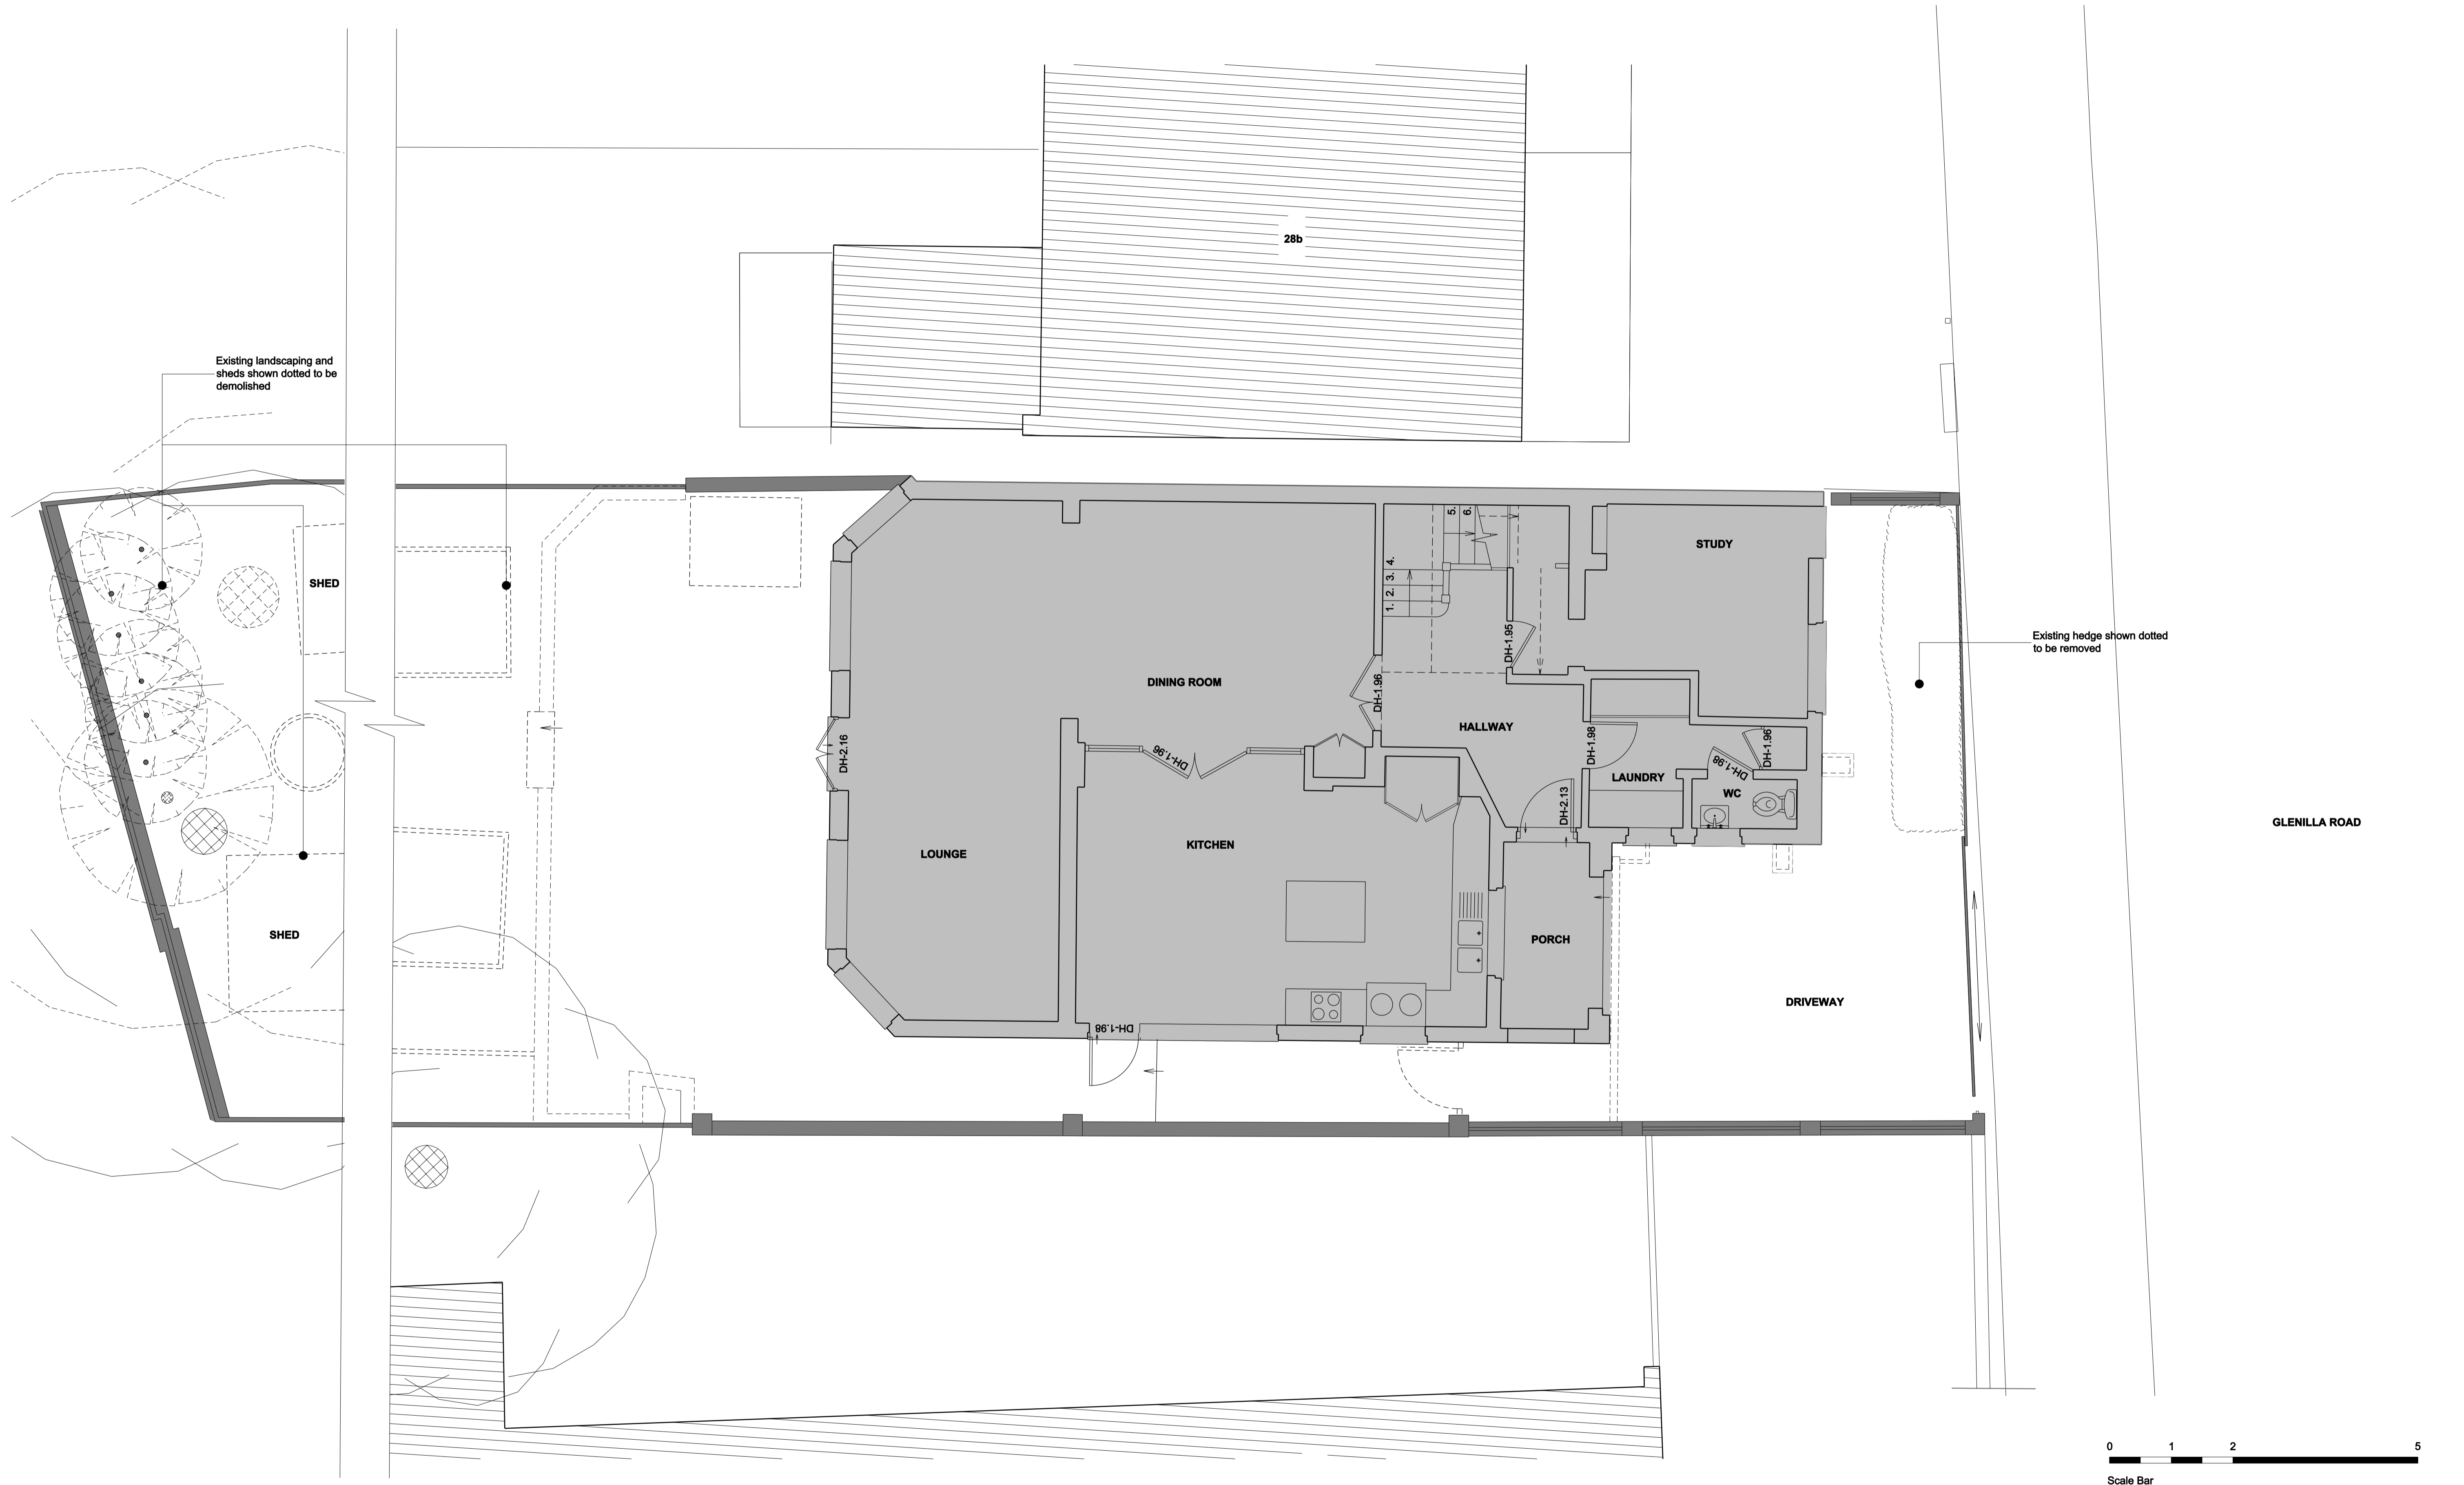 28b
Existing landscaping and
sheds shown dotted to be
demolished
SHED
SHED
5.
6.
4.
3.
2.
1.
STUDY
DH-1.95
Existing hedge shown dotted
to be removed
DINING ROOM
DH-1.96
HALLWAY
DH-2.16
DH-1.96
DH-1.98
DH-1.96
DH-1.98
LAUNDRY
WC
DH-2.13
GLENILLA ROAD
LOUNGE
KITCHEN
PORCH
DRIVEWAY
DH-1.98
0 1 2 5
Scale Bar